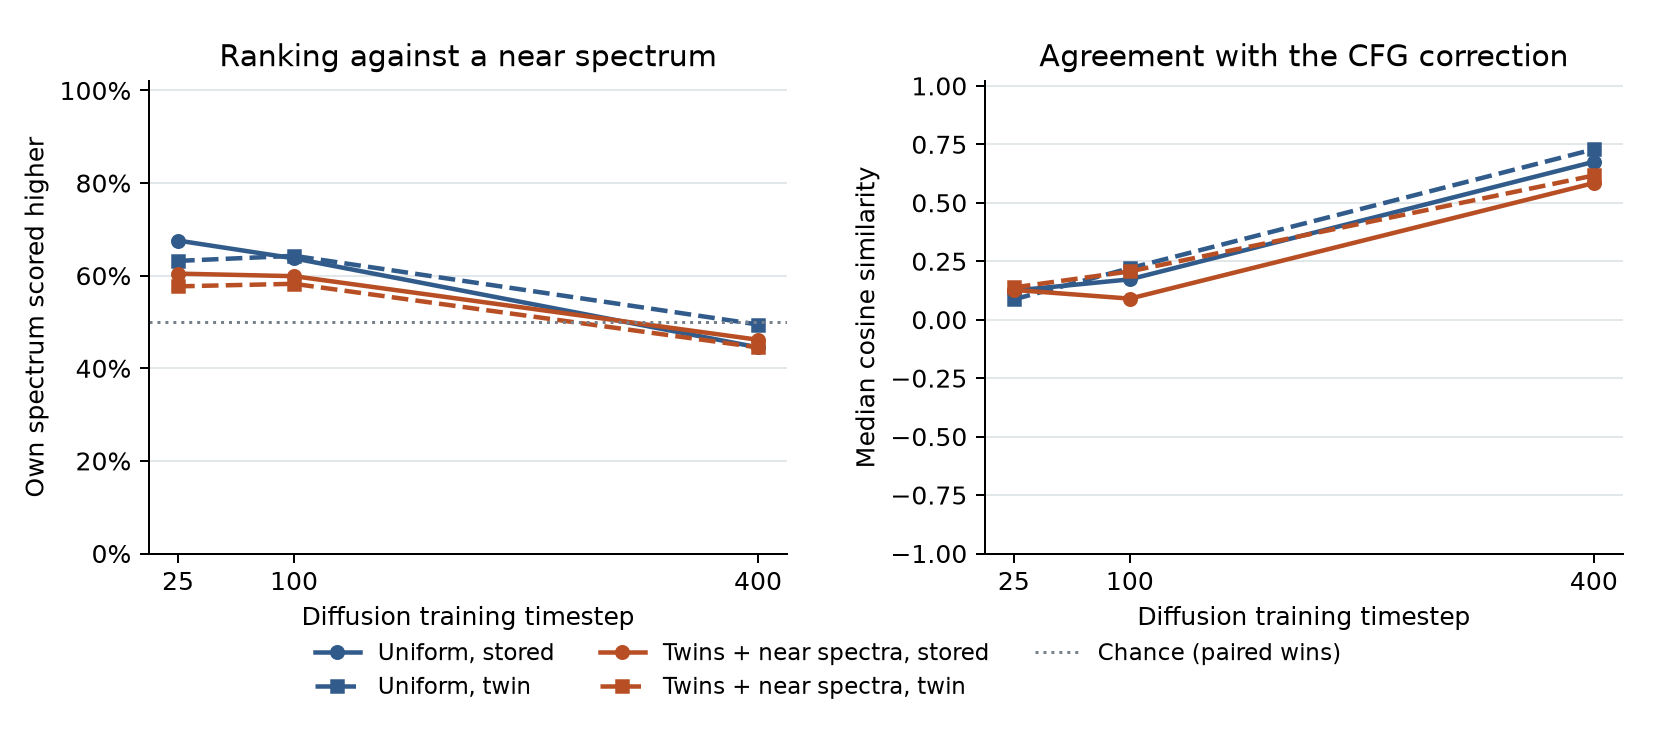 Ranking against a near spectrum
Own spectrum scored higher
100%
80%
60%
40%
20%
0%
25
100
400
Diffusion training timestep
Agreement with the CFG correction
Median cosine similarity
1.00
0.75
0.50
0.25
0.00
−0.25
−0.50
−0.75
−1.00
25
100
400
Diffusion training timestep
Uniform, stored
Uniform, twin
Twins + near spectra, stored
Twins + near spectra, twin
Chance (paired wins)